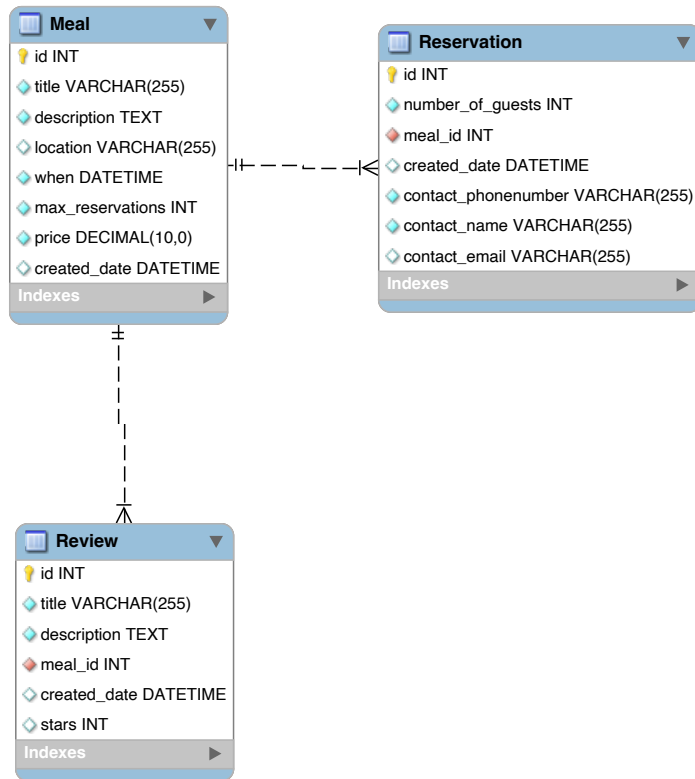 Meal
id INT
title VARCHAR(255)
description TEXT
location VARCHAR(255)
when DATETIME
max_reservations INT
price DECIMAL(10,0)
created_date DATETIME
Indexes
Reservation
id INT
number_of_guests INT
meal_id INT
created_date DATETIME
contact_phonenumber VARCHAR(255)
contact_name VARCHAR(255)
contact_email VARCHAR(255)
Indexes
Review
id INT
title VARCHAR(255)
description TEXT
meal_id INT
created_date DATETIME
stars INT
Indexes